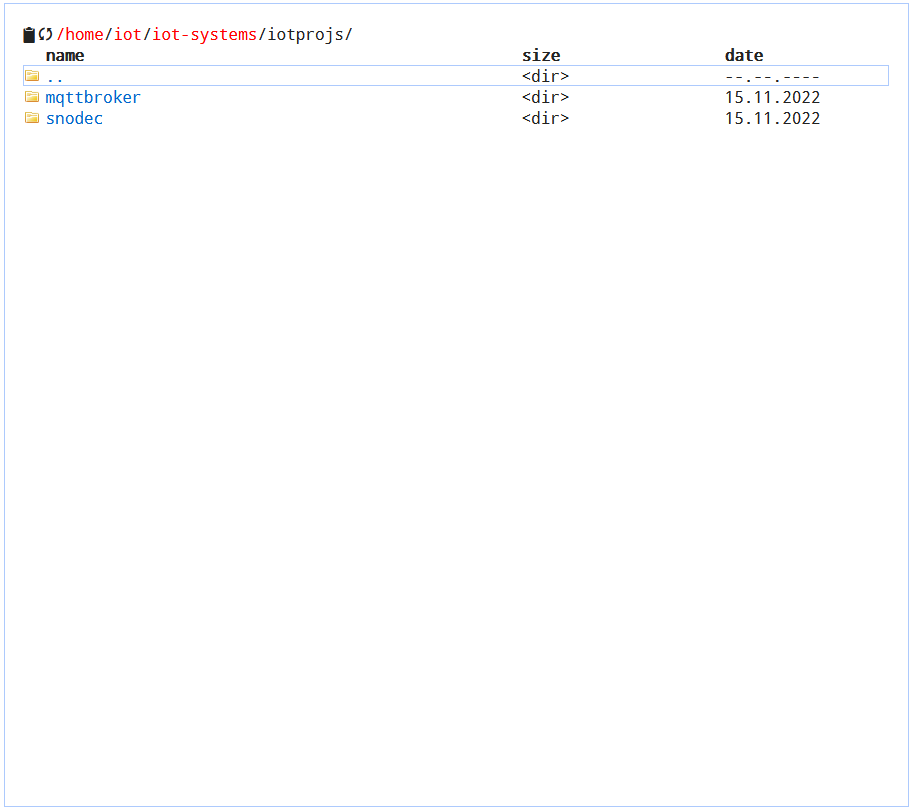 /home/iot/iot-systems/iotprojs/
name size date
.. <dir> --.--.----
mqttbroker <dir> 15.11.2022
snodec <dir> 15.11.2022